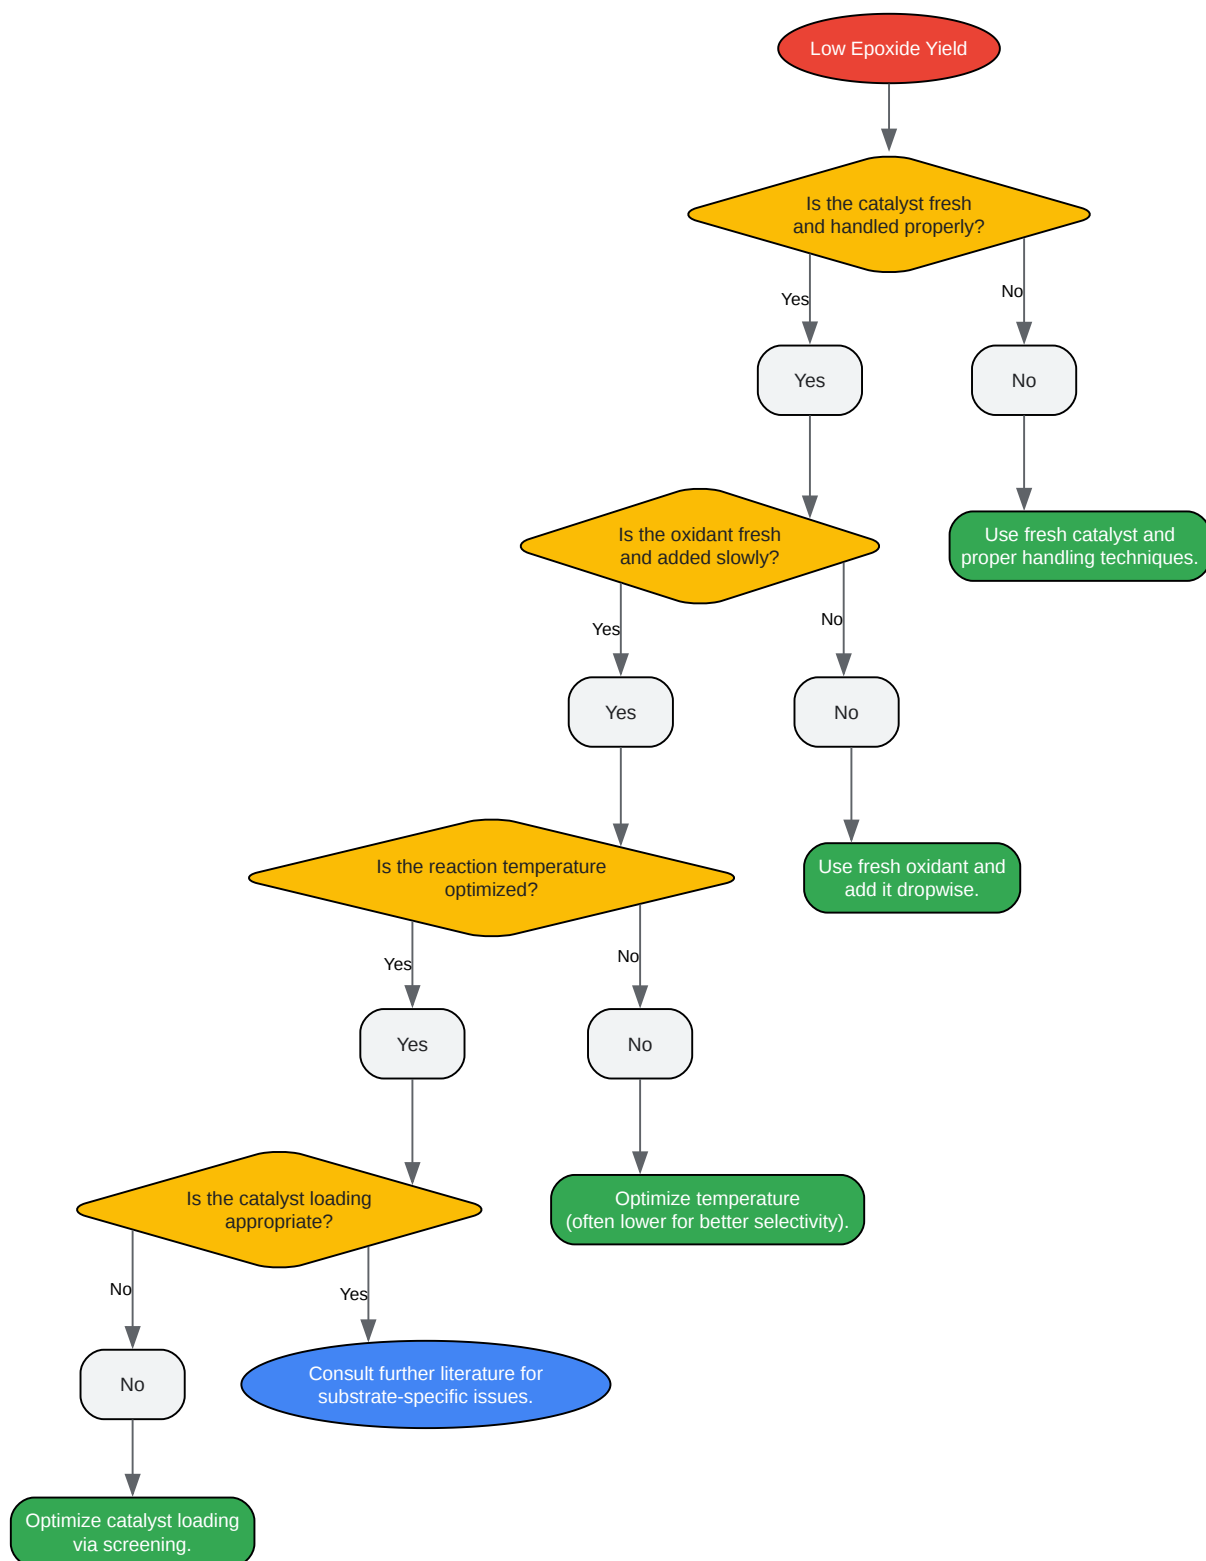 Low Epoxide Yield
Is the catalyst fresh
and handled properly?
Yes
No
Yes
No
Is the oxidant fresh
and added slowly?
Use fresh catalyst and
proper handling techniques.
Yes
No
Yes
No
Is the reaction temperature
optimized?
Use fresh oxidant and
add it dropwise.
Yes
No
Yes
No
Is the catalyst loading
appropriate?
Optimize temperature
(often lower for better selectivity).
No
Yes
No
Consult further literature for
substrate-specific issues.
Optimize catalyst loading
via screening.